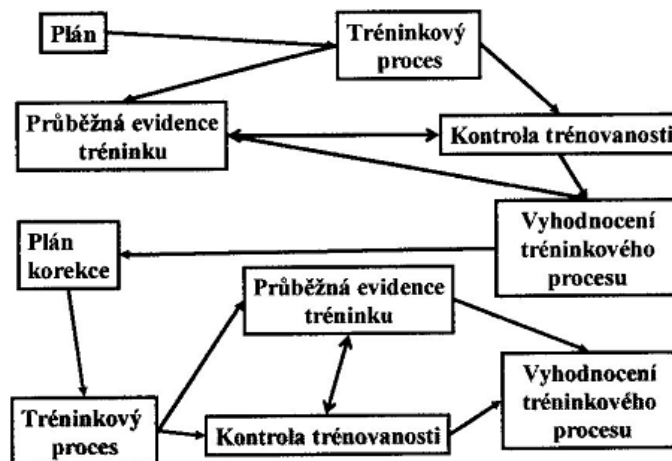 Plán
Tréninkový
proces
Průběžná evidence
tréninku
Kontrola trénovanosti
Vyhodnocení
tréninkového
procesu
Plán
korekce
Průběžná evidence
tréninku
Tréninkový
proces
Kontrola trénovanosti
Vyhodnocení
tréninkového
procesu